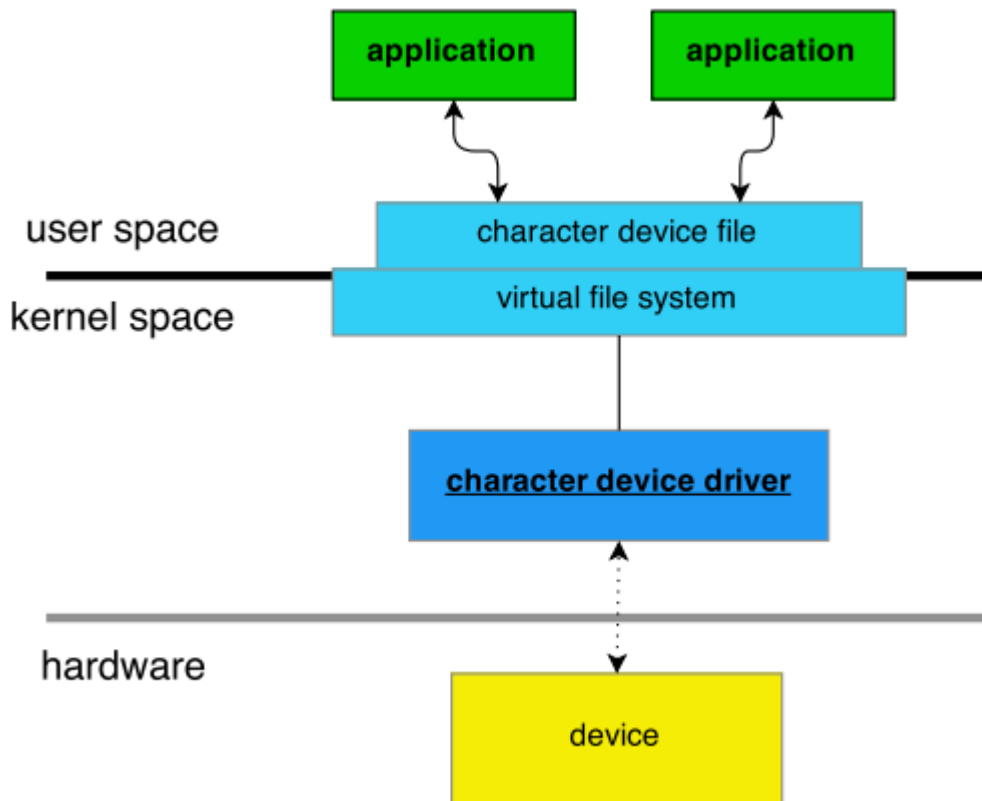 application
application
user space
character device file
kernel space
virtual file system
character device driver
hardware
device